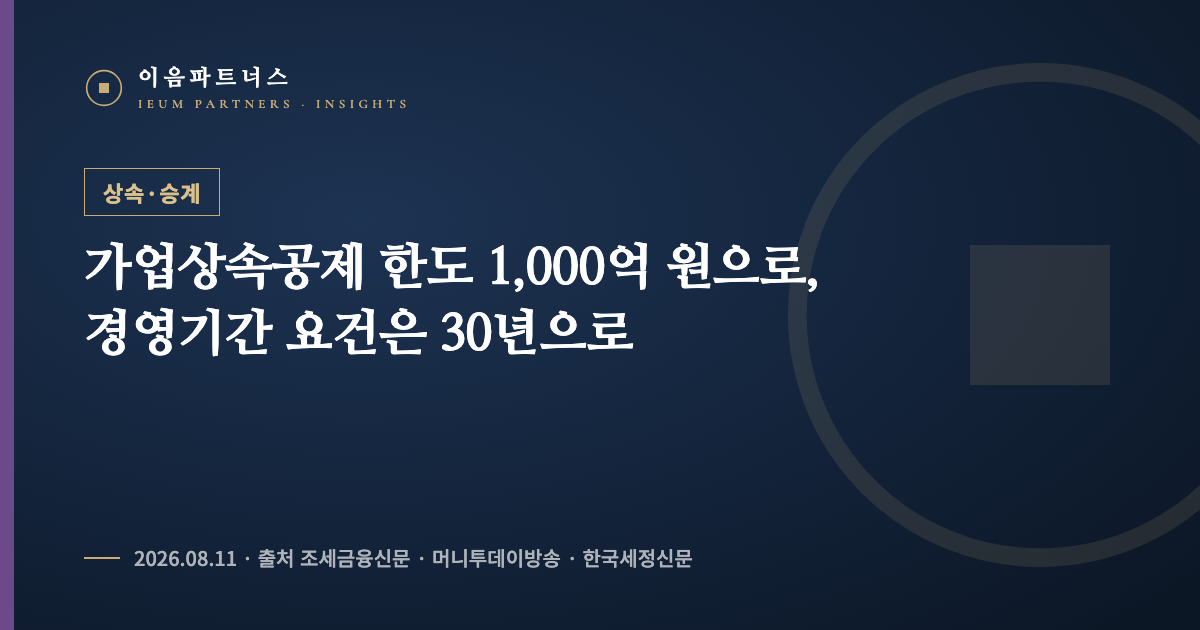 이음파트너스
IEUM PARTNERS · INSIGHTS
상속·승계
가업상속공제 한도 1,000억 원으로,
경영기간 요건은 30년으로
2026.08.11 · 출처 조세금융신문 · 머니투데이방송 · 한국세정신문